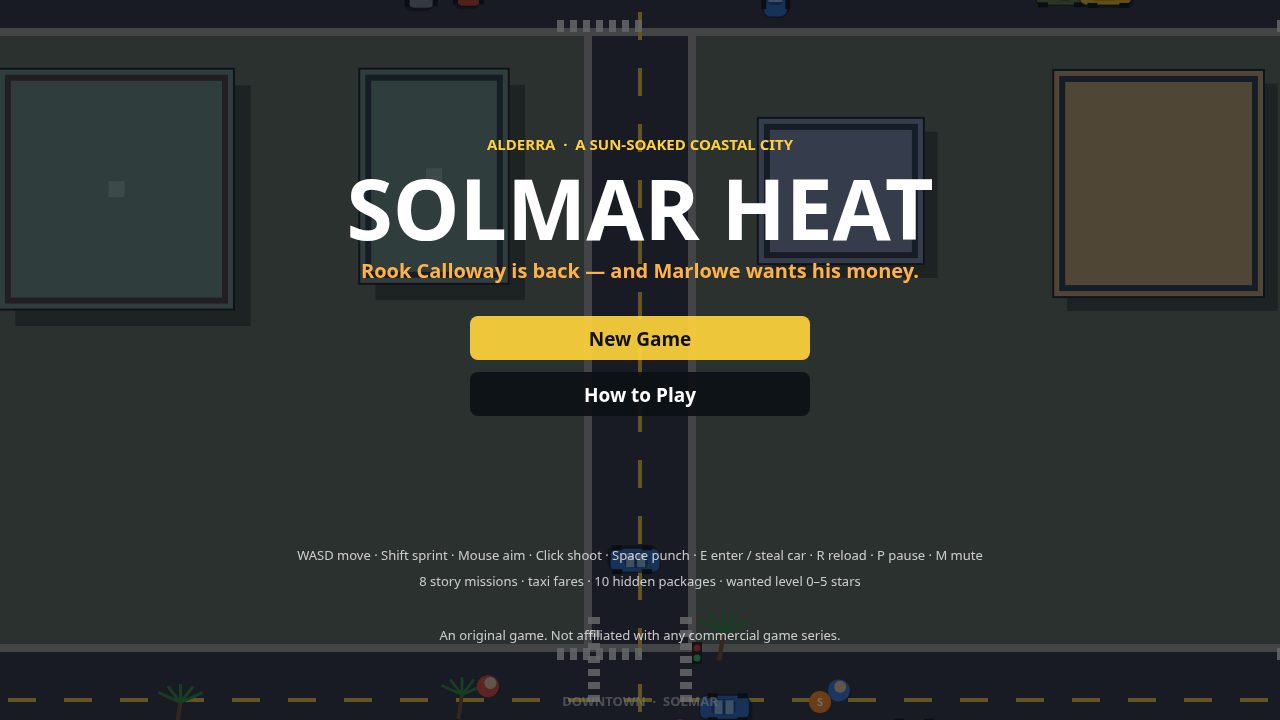 ALDERRA · A SUN-SOAKED COASTAL CITY
SOLMAR HEAT
Rook Calloway is back — and Marlowe wants his money.
New Game
How to Play
WASD move · Shift sprint · Mouse aim · Click shoot · Space punch · E enter / steal car · R reload · P pause · M mute
8 story missions · taxi fares · 10 hidden packages · wanted level 0–5 stars
An original game. Not affiliated with any commercial game series.
S
DOWNTOWN · SOLMAR